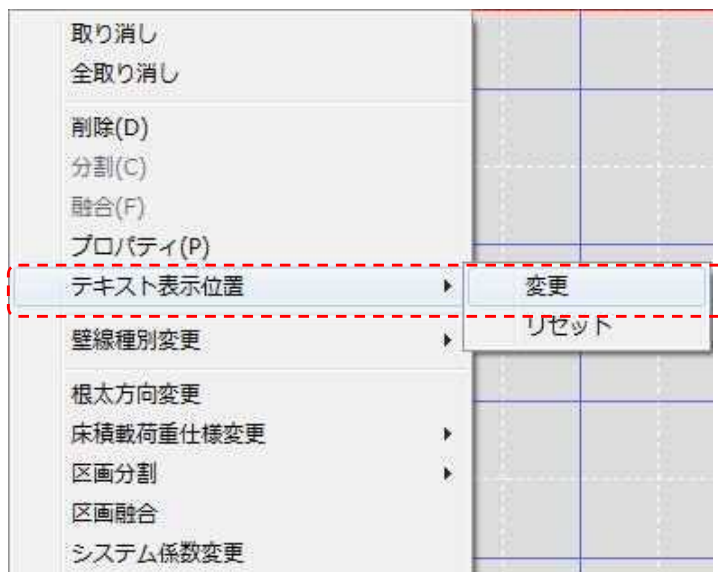 取り消し
全取り消し
削除(D)
分割(C)
融合(F)
プロパティ(P)
テキスト表示位置
変更
リセット
壁線種別変更
根太方向変更
床積載荷重仕様変更
区画分割
区画融合
システム係数変更